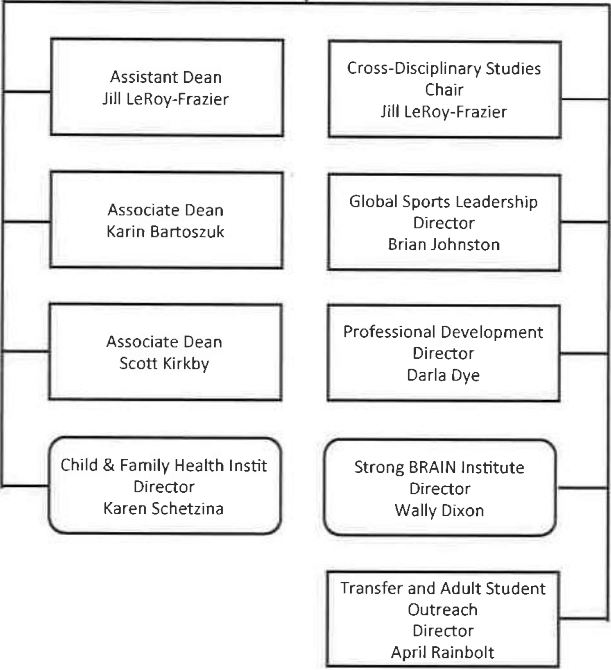 Assistant Dean
Jill LeRoy-Frazier
Cross-Disciplinary Studies
Chair
Jill LeRoy-Frazier
Associate Dean
Karin Bartoszuk
Global Sports Leadership
Director
Brian Johnston
Associate Dean
Scott Kirkby
Professional Development
Director
Darla Dye
Child & Family Health Instit
Director
Karen Schetzina
Strong BRAIN Institute
Director
Wally Dixon
Transfer and Adult Student
Outreach
Director
April Rainbolt